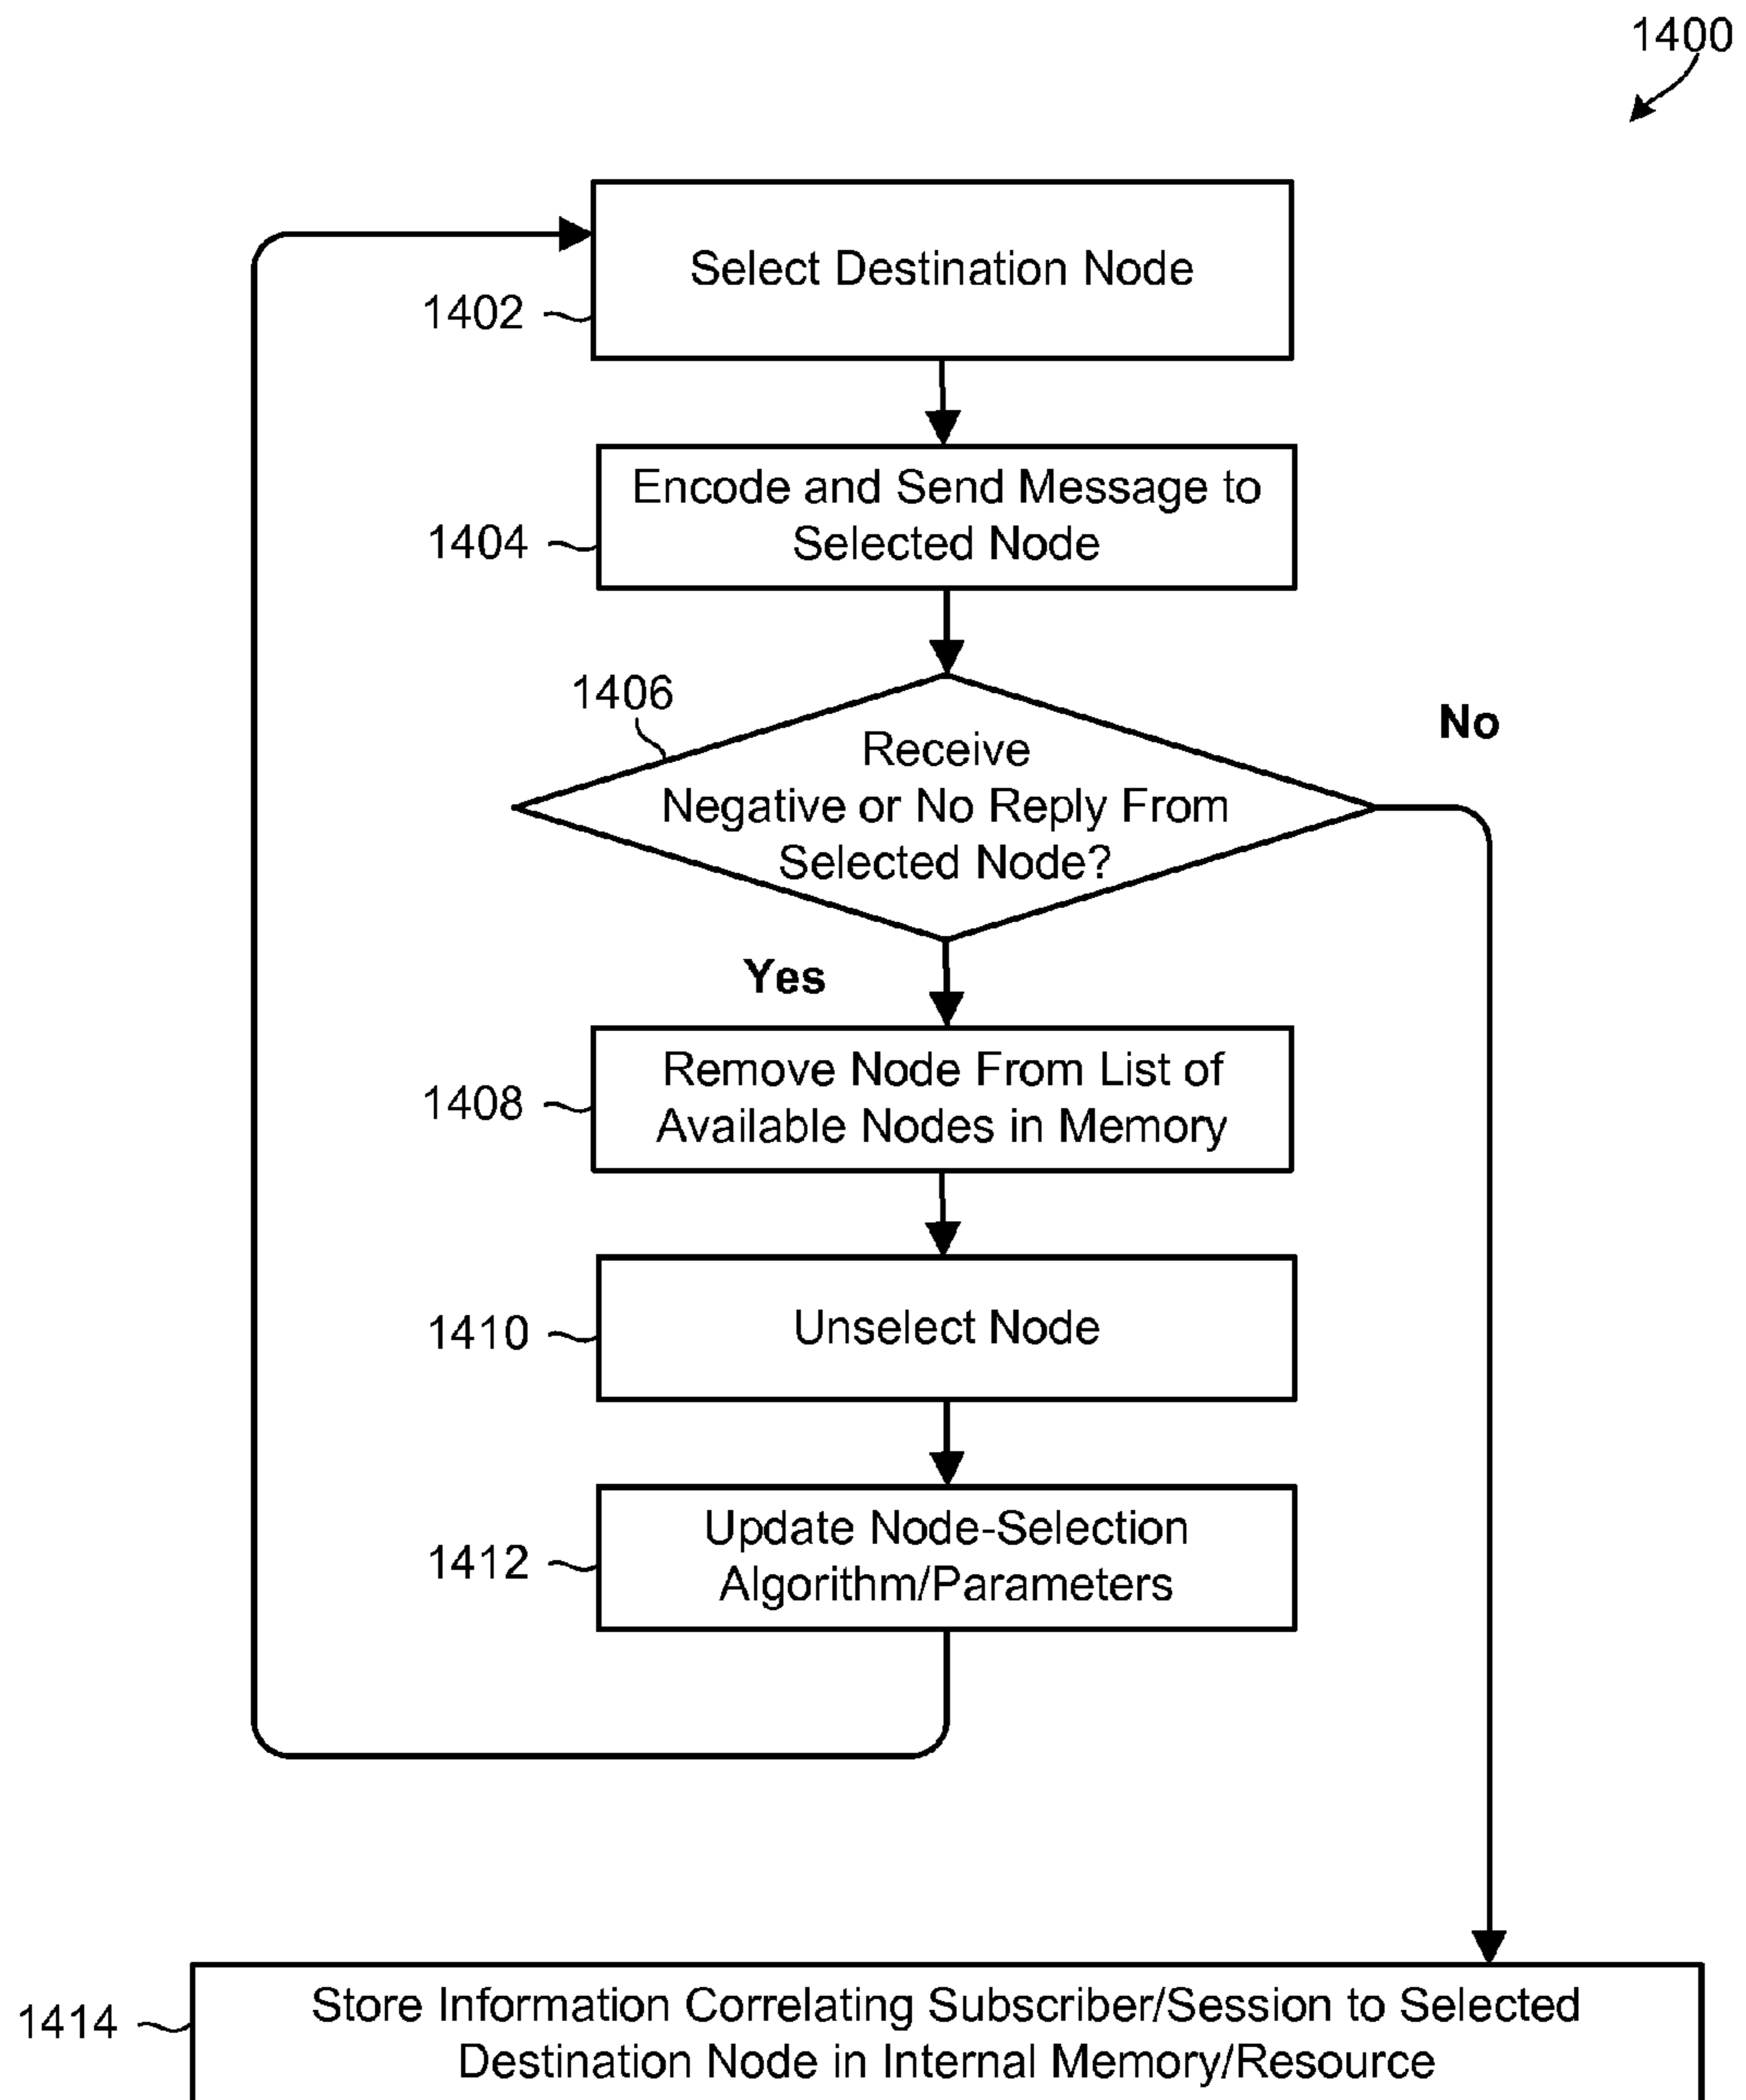 1400
Select Destination Node
1402
Encode and Send Message to
Selected Node
1404
1406
Receive
Negative or No Reply From
Selected Node?
No
Yes
Remove Node From List of
Available Nodes in Memory
1408
Unselect Node
1410
Update Node-Selection
Algorithm/Parameters
1412
Store Information Correlating Subscriber/Session to Selected
Destination Node in Internal Memory/Resource
1414